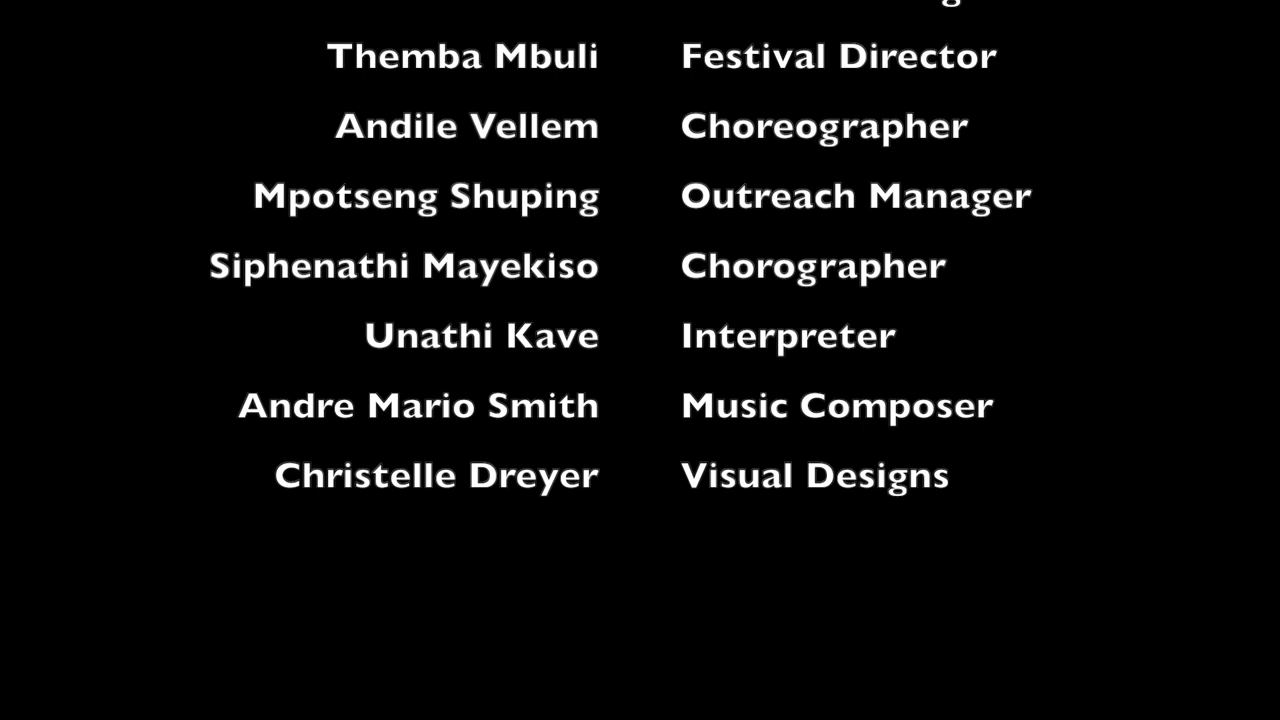 Themba Mbuli Festival Director
Andile Vellem Choreographer
Mpotseng Shuping Outreach Manager
Siphenathi Mayekiso Chorographer
Unathi Kave Interpreter
Andre Mario Smith Music Composer
Christelle Dreyer Visual Designs